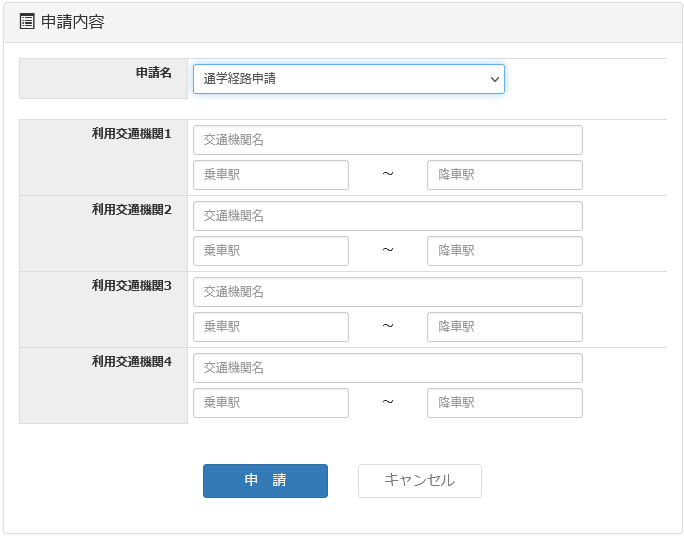 申請内容
申請名 通学経路申請
利用交通機関1 交通機関名
乗車駅 ～ 降車駅
利用交通機関2 交通機関名
乗車駅 ～ 降車駅
利用交通機関3 交通機関名
乗車駅 ～ 降車駅
利用交通機関4 交通機関名
乗車駅 ～ 降車駅
申　請 キャンセル